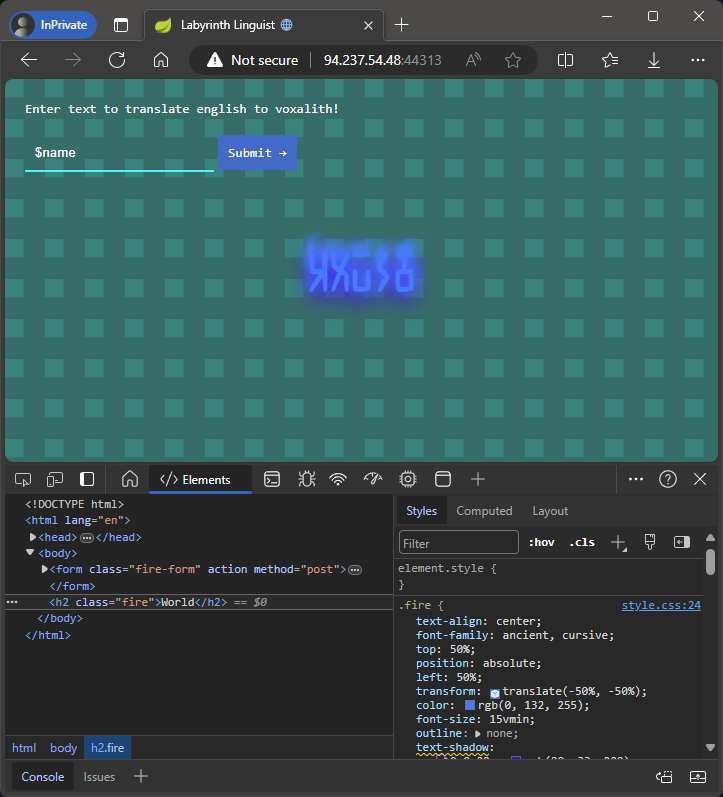 InPrivate
Labyrinth Linguist
Not secure
94.237.54.48:44313
Enter text to translate english to voxalith!
$name
Submit →
Elements
<!DOCTYPE html>
<html lang="en">
<head> </head>
<body>
<form class="fire-form" action method="post">
</form>
<h2 class="fire">World</h2> == $0
</body>
</html>
html body h2.fire
Styles Computed Layout
Filter
:hov .cls
element.style {
}
.fire { style.css:24
text-align: center;
font-family: ancient, cursive;
top: 50%;
position: absolute;
left: 50%;
transform: translate(-50%, -50%);
color: rgb(0, 132, 255);
font-size: 15vmin;
outline: none;
text-shadow:
Console Issues